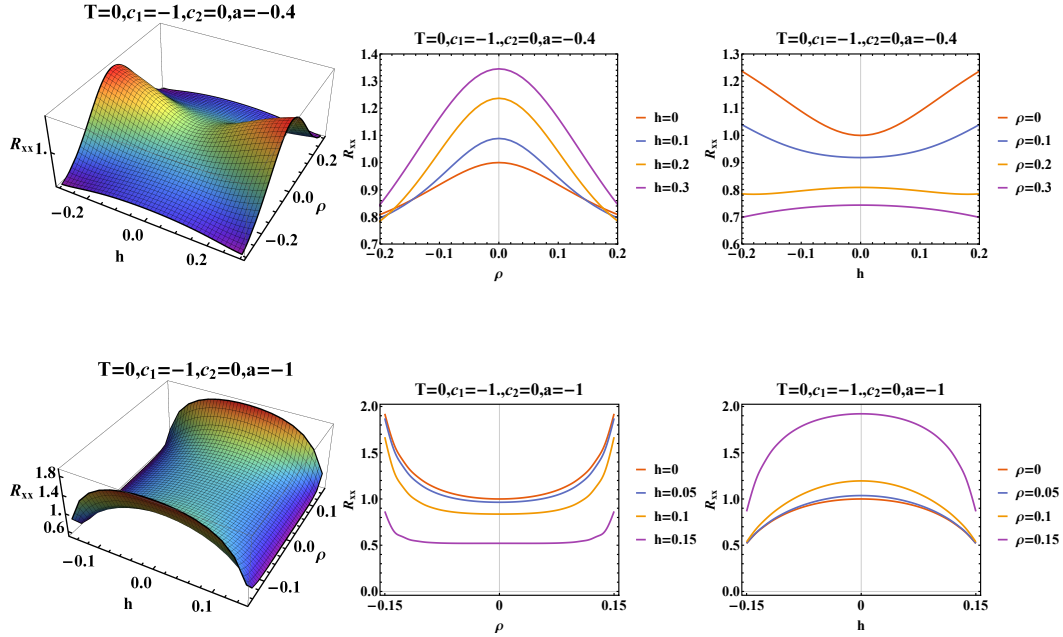 T=0,c₁=−1,c₂=0,a=−0.4
R_xx
1.
−0.2
0.0
0.2
h
−0.2
0.0
0.2
ρ
T=0,c₁=−1.,c₂=0,a=−0.4
R_xx
1.4
1.3
1.2
1.1
1.0
0.9
0.8
0.7
−0.2
−0.1
0.0
0.1
0.2
ρ
h=0
h=0.1
h=0.2
h=0.3
T=0,c₁=−1.,c₂=0,a=−0.4
R_xx
1.3
1.2
1.1
1.0
0.9
0.8
0.7
0.6
−0.2
−0.1
0.0
0.1
0.2
h
ρ=0
ρ=0.1
ρ=0.2
ρ=0.3
T=0,c₁=−1,c₂=0,a=−1
R_xx
1.8
1.4
1.
0.6
−0.1
0.0
0.1
h
−0.1
0.0
0.1
ρ
T=0,c₁=−1.,c₂=0,a=−1
R_xx
2.0
1.5
1.0
0.5
0.0
−0.15
0
0.15
ρ
h=0
h=0.05
h=0.1
h=0.15
T=0,c₁=−1.,c₂=0,a=−1
R_xx
2.0
1.5
1.0
0.5
0.0
−0.15
0
0.15
h
ρ=0
ρ=0.05
ρ=0.1
ρ=0.15